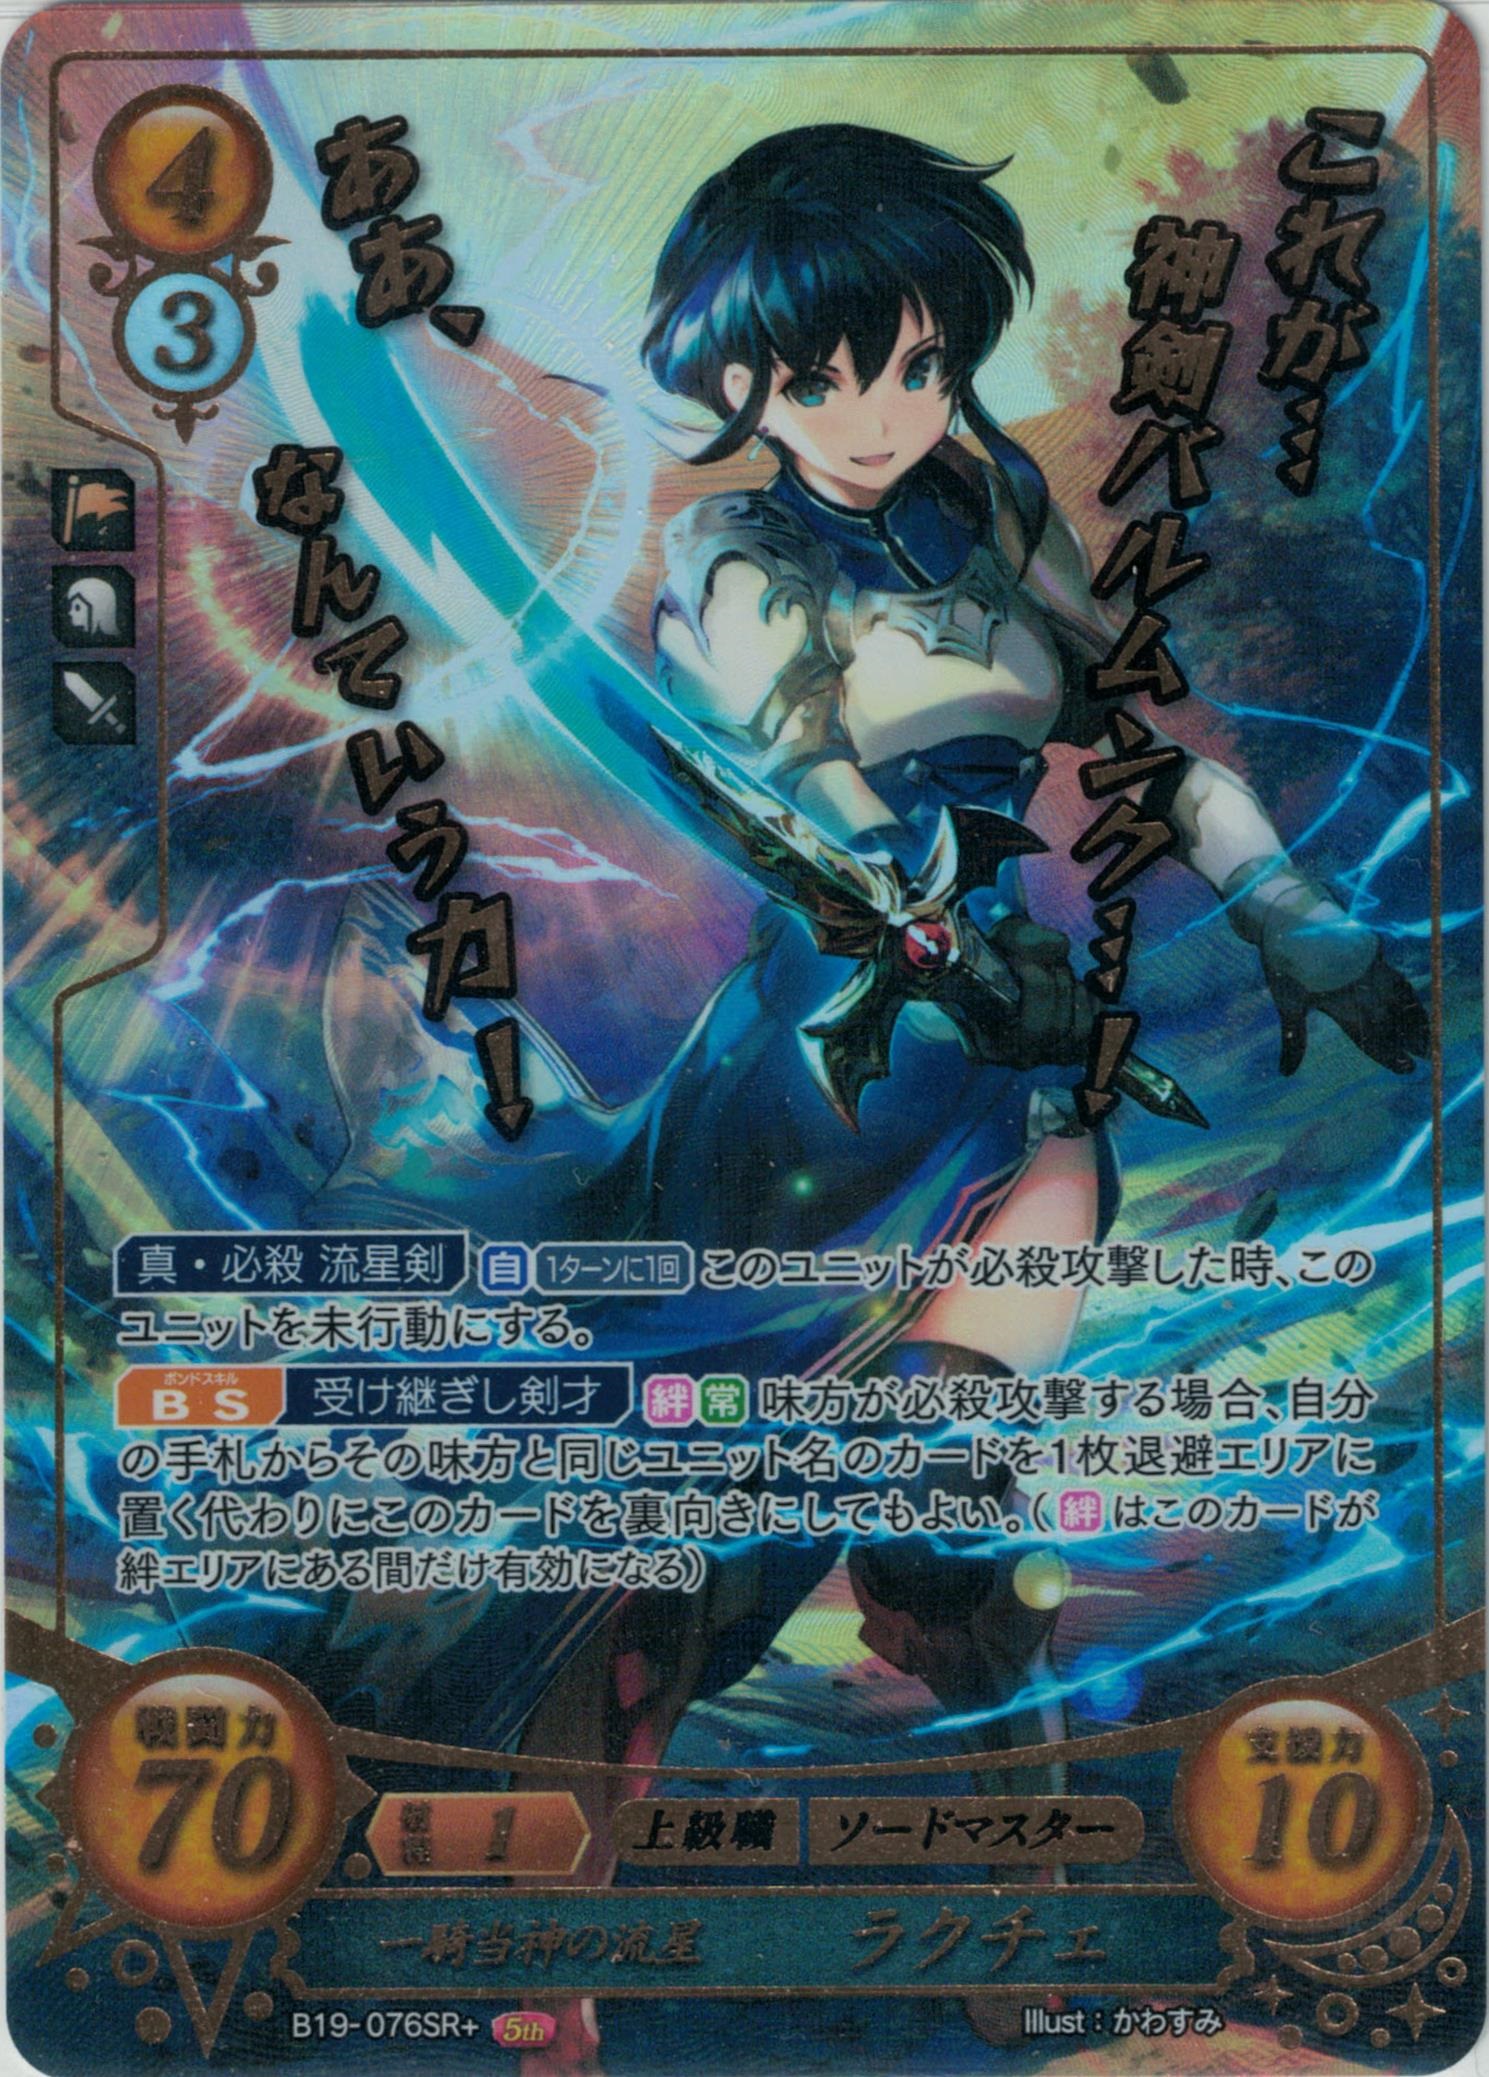 4
3
これが…
神剣バルムンク…！
ああ、
なんていう力！
真・必殺 流星剣 自 1ターンに1回 このユニットが必殺攻撃した時、この
ユニットを未行動にする。
ボンドスキル
BS 受け継ぎし剣才 絆 常 味方が必殺攻撃する場合、自分
の手札からその味方と同じユニット名のカードを1枚退避エリアに
置く代わりにこのカードを裏向きにしてもよい。（絆はこのカードが
絆エリアにある間だけ有効になる）
戦闘力
70
射程 1
上級職 ソードマスター
支援力
10
一騎当神の流星 ラクチェ
B19-076SR+ 5th
Illust：かわすみ